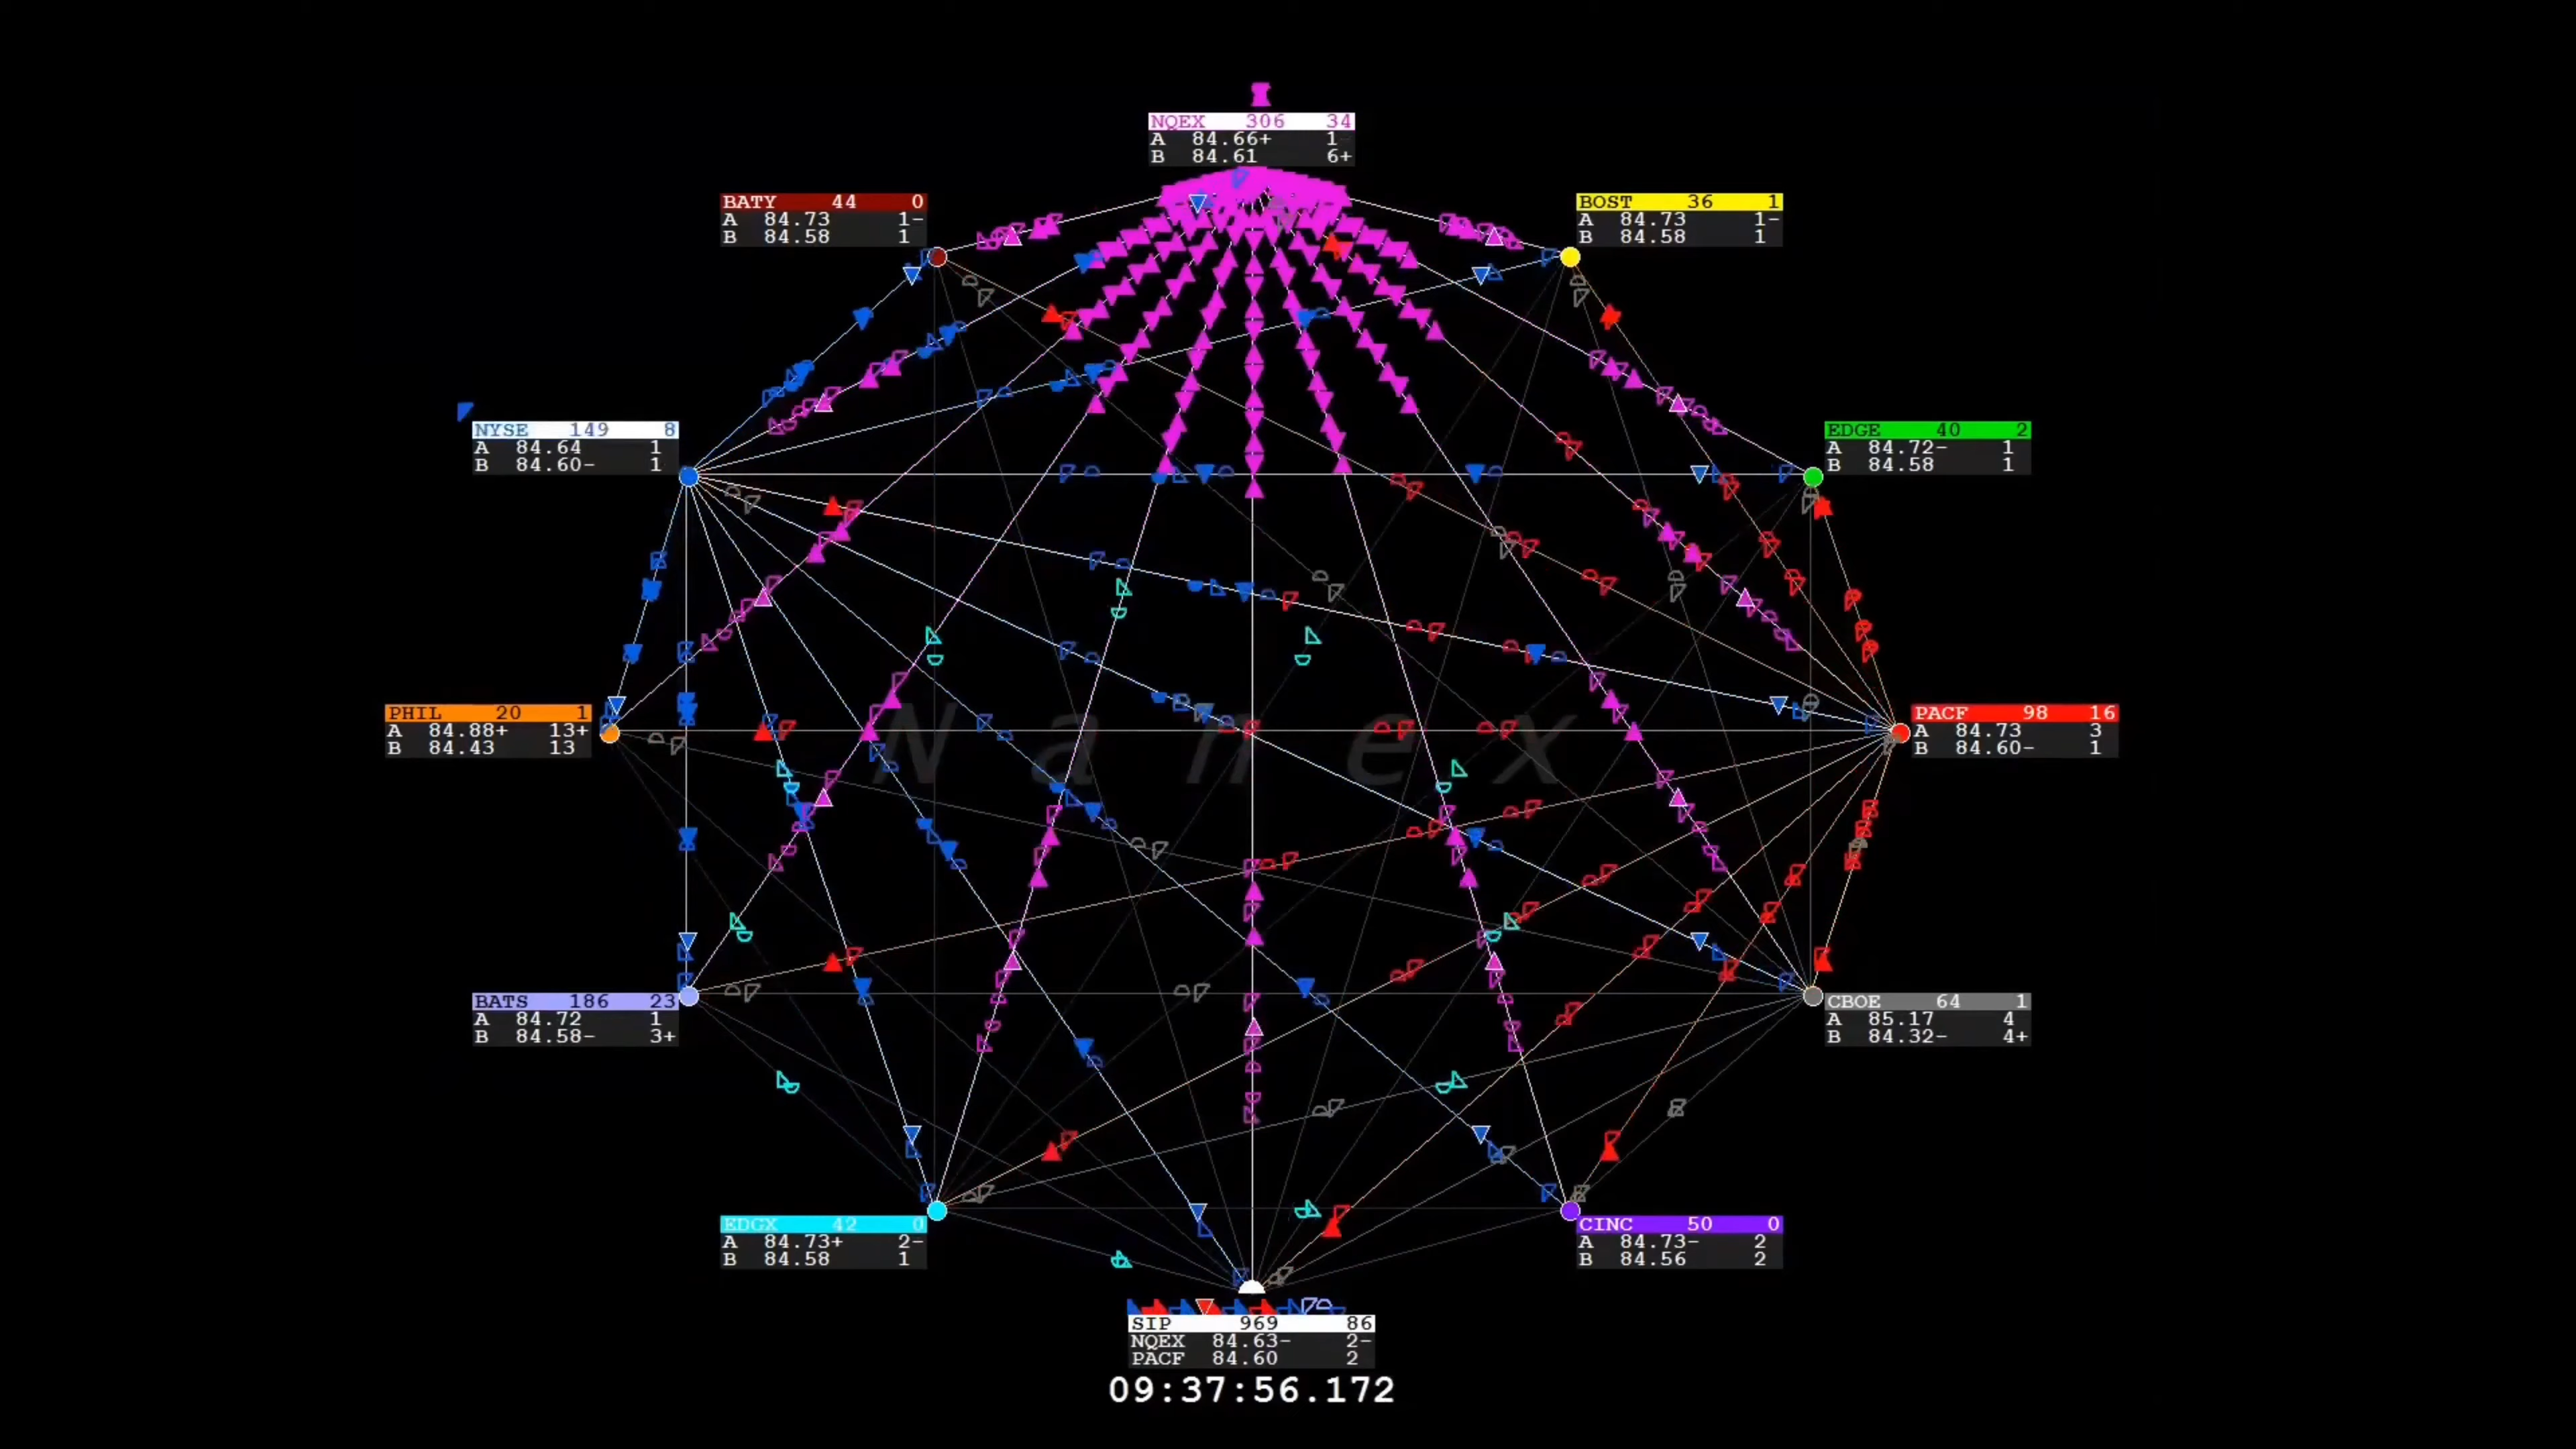 NQEX 306 34
A 84.66+ 1-
B 84.61 6+
BATY 44 0
A 84.73 1-
B 84.58 1
BOST 36 1
A 84.73 1-
B 84.58 1
NYSE 149 8
A 84.64 1
B 84.60- 1
EDGE 40 2
A 84.72- 1
B 84.58 1
PHIL 20 1
A 84.88+ 13+
B 84.43 13
Nanex
PACF 98 16
A 84.73 3
B 84.60- 1
BATS 186 23
A 84.72 1
B 84.58- 3+
CBOE 64 1
A 85.17 4
B 84.32- 4+
EDGX 42 0
A 84.73+ 2-
B 84.58 1
CINC 50 0
A 84.73- 2
B 84.56 2
SIP 969 86
NQEX 84.63- 2-
PACF 84.60 2
09:37:56.172